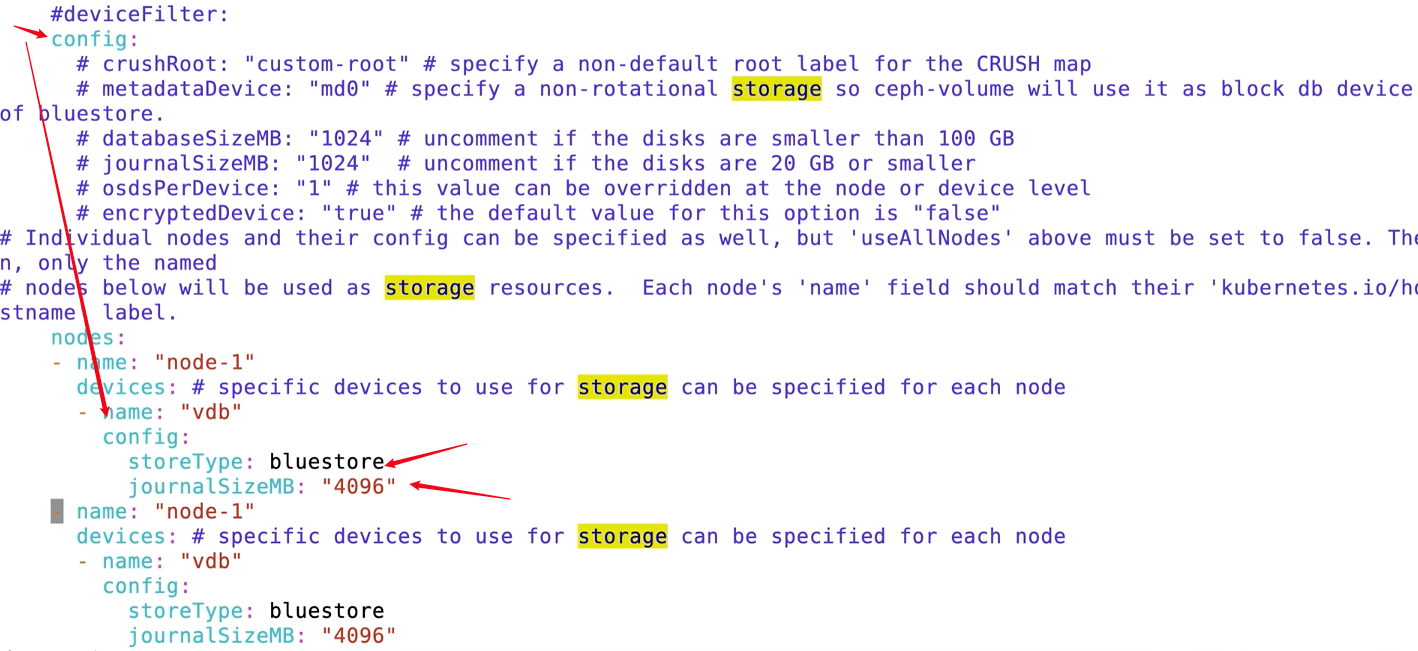 #deviceFilter:
config:
# crushRoot: "custom-root" # specify a non-default root label for the CRUSH map
# metadataDevice: "md0" # specify a non-rotational storage so ceph-volume will use it as block db device
of bluestore.
# databaseSizeMB: "1024" # uncomment if the disks are smaller than 100 GB
# journalSizeMB: "1024"  # uncomment if the disks are 20 GB or smaller
# osdsPerDevice: "1" # this value can be overridden at the node or device level
# encryptedDevice: "true" # the default value for this option is "false"
# Individual nodes and their config can be specified as well, but 'useAllNodes' above must be set to false. The
n, only the named
# nodes below will be used as storage resources.  Each node's 'name' field should match their 'kubernetes.io/ho
stname' label.
nodes:
- name: "node-1"
devices: # specific devices to use for storage can be specified for each node
- name: "vdb"
config:
storeType: bluestore
journalSizeMB: "4096"
- name: "node-1"
devices: # specific devices to use for storage can be specified for each node
- name: "vdb"
config:
storeType: bluestore
journalSizeMB: "4096"